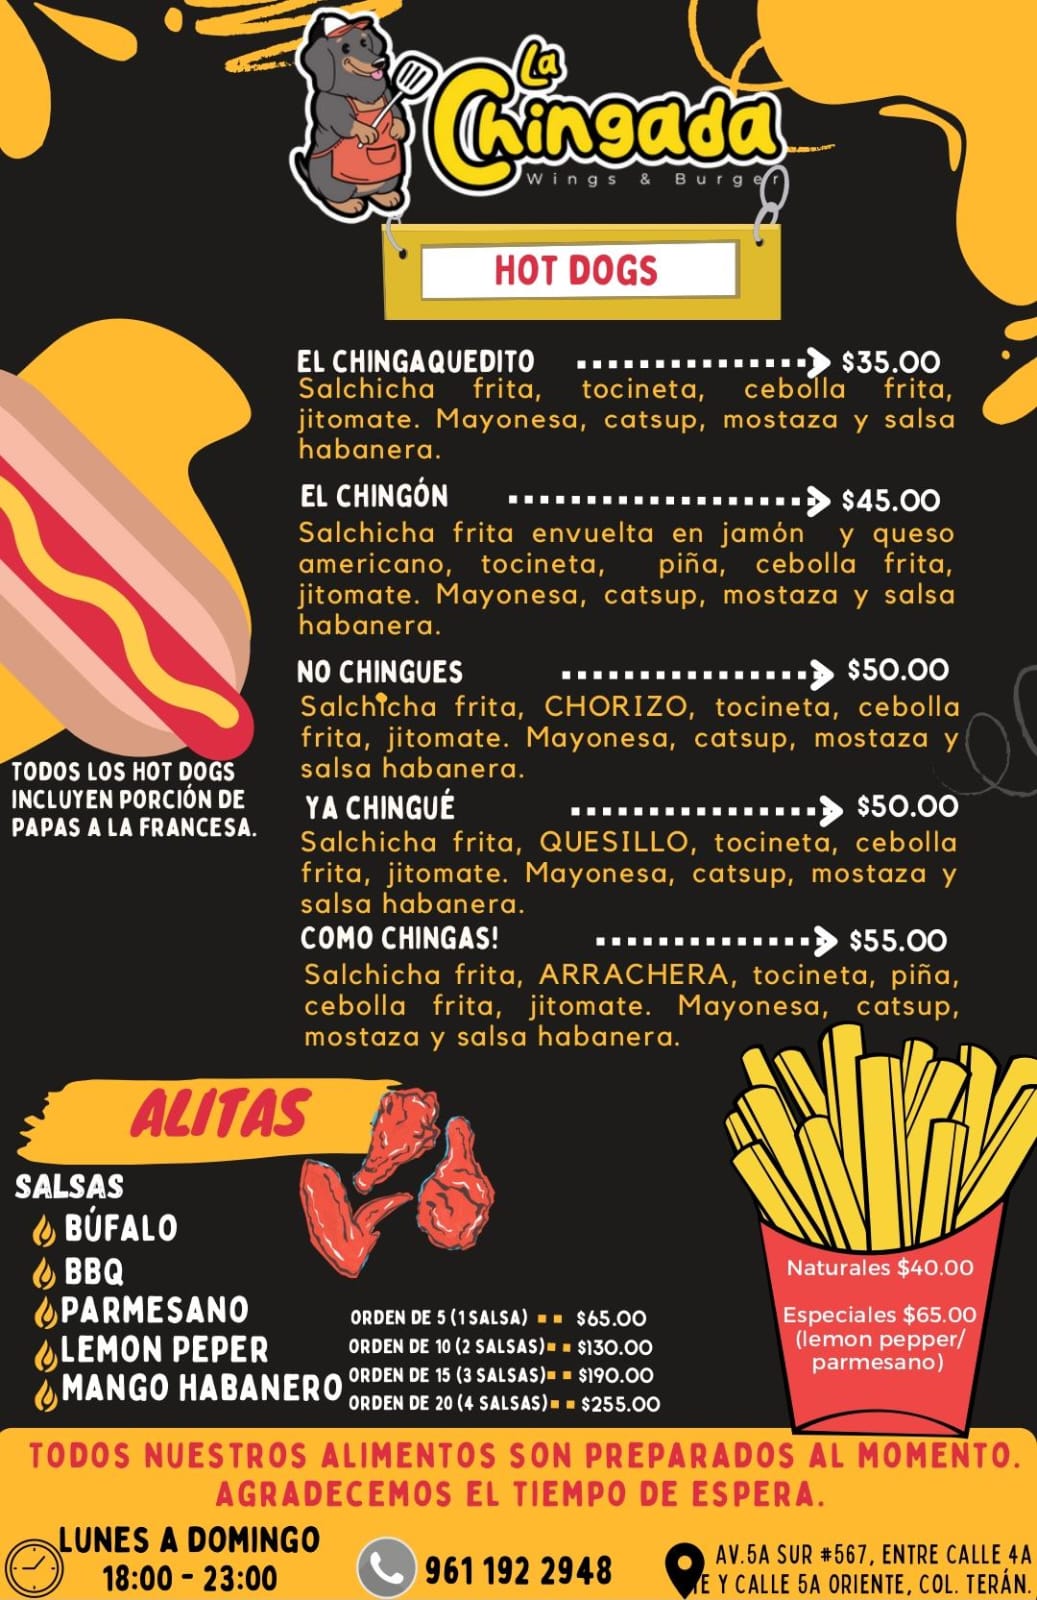 La
Chingada
Wings & Burger
HOT DOGS
EL CHINGAQUEDITO $35.00
Salchicha frita, tocineta, cebolla frita,
jitomate. Mayonesa, catsup, mostaza y salsa
habanera.
EL CHINGÓN $45.00
Salchicha frita envuelta en jamón y queso
americano, tocineta, piña, cebolla frita,
jitomate. Mayonesa, catsup, mostaza y salsa
habanera.
NO CHINGUES $50.00
Salchicha frita, CHORIZO, tocineta, cebolla
frita, jitomate. Mayonesa, catsup, mostaza y
salsa habanera.
YA CHINGUÉ $50.00
Salchicha frita, QUESILLO, tocineta, cebolla
frita, jitomate. Mayonesa, catsup, mostaza y
salsa habanera.
COMO CHINGAS! $55.00
Salchicha frita, ARRACHERA, tocineta, piña,
cebolla frita, jitomate. Mayonesa, catsup,
mostaza y salsa habanera.
TODOS LOS HOT DOGS
INCLUYEN PORCIÓN DE
PAPAS A LA FRANCESA.
ALITAS
SALSAS
BÚFALO
BBQ
PARMESANO
LEMON PEPER
MANGO HABANERO
ORDEN DE 5 (1 SALSA) $65.00
ORDEN DE 10 (2 SALSAS) $130.00
ORDEN DE 15 (3 SALSAS) $190.00
ORDEN DE 20 (4 SALSAS) $255.00
Naturales $40.00
Especiales $65.00
(lemon pepper/
parmesano)
TODOS NUESTROS ALIMENTOS SON PREPARADOS AL MOMENTO.
AGRADECEMOS EL TIEMPO DE ESPERA.
LUNES A DOMINGO
18:00 - 23:00
961 192 2948
AV.5A SUR #567, ENTRE CALLE 4A
Y CALLE 5A ORIENTE, COL. TERÁN.